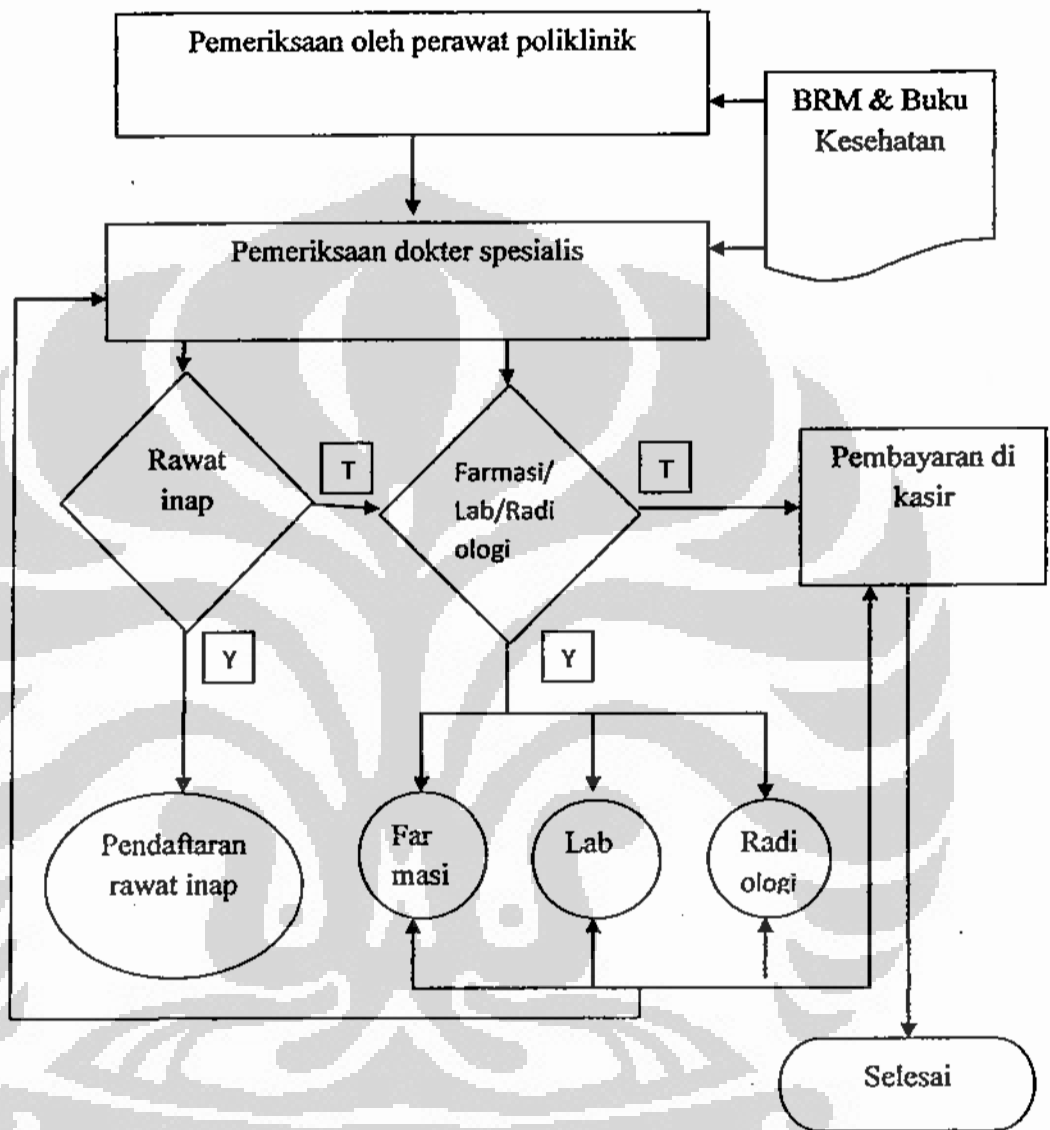 Pemeriksaan oleh perawat poliklinik
BRM & Buku
Kesehatan
Pemeriksaan dokter spesialis
Rawat
inap
T
Farmasi/
Lab/Radi
ologi
T
Pembayaran di
kasir
Y
Y
Pendaftaran
rawat inap
Far
masi
Lab
Radi
ologi
Selesai